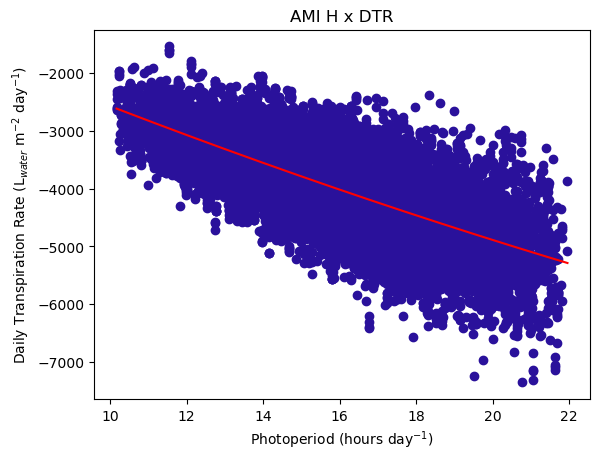 AMI H x DTR
Daily Transpiration Rate (L$_{water}$ m$^{-2}$ day$^{-1}$)
−2000
−3000
−4000
−5000
−6000
−7000
10 12 14 16 18 20 22
Photoperiod (hours day$^{-1}$)